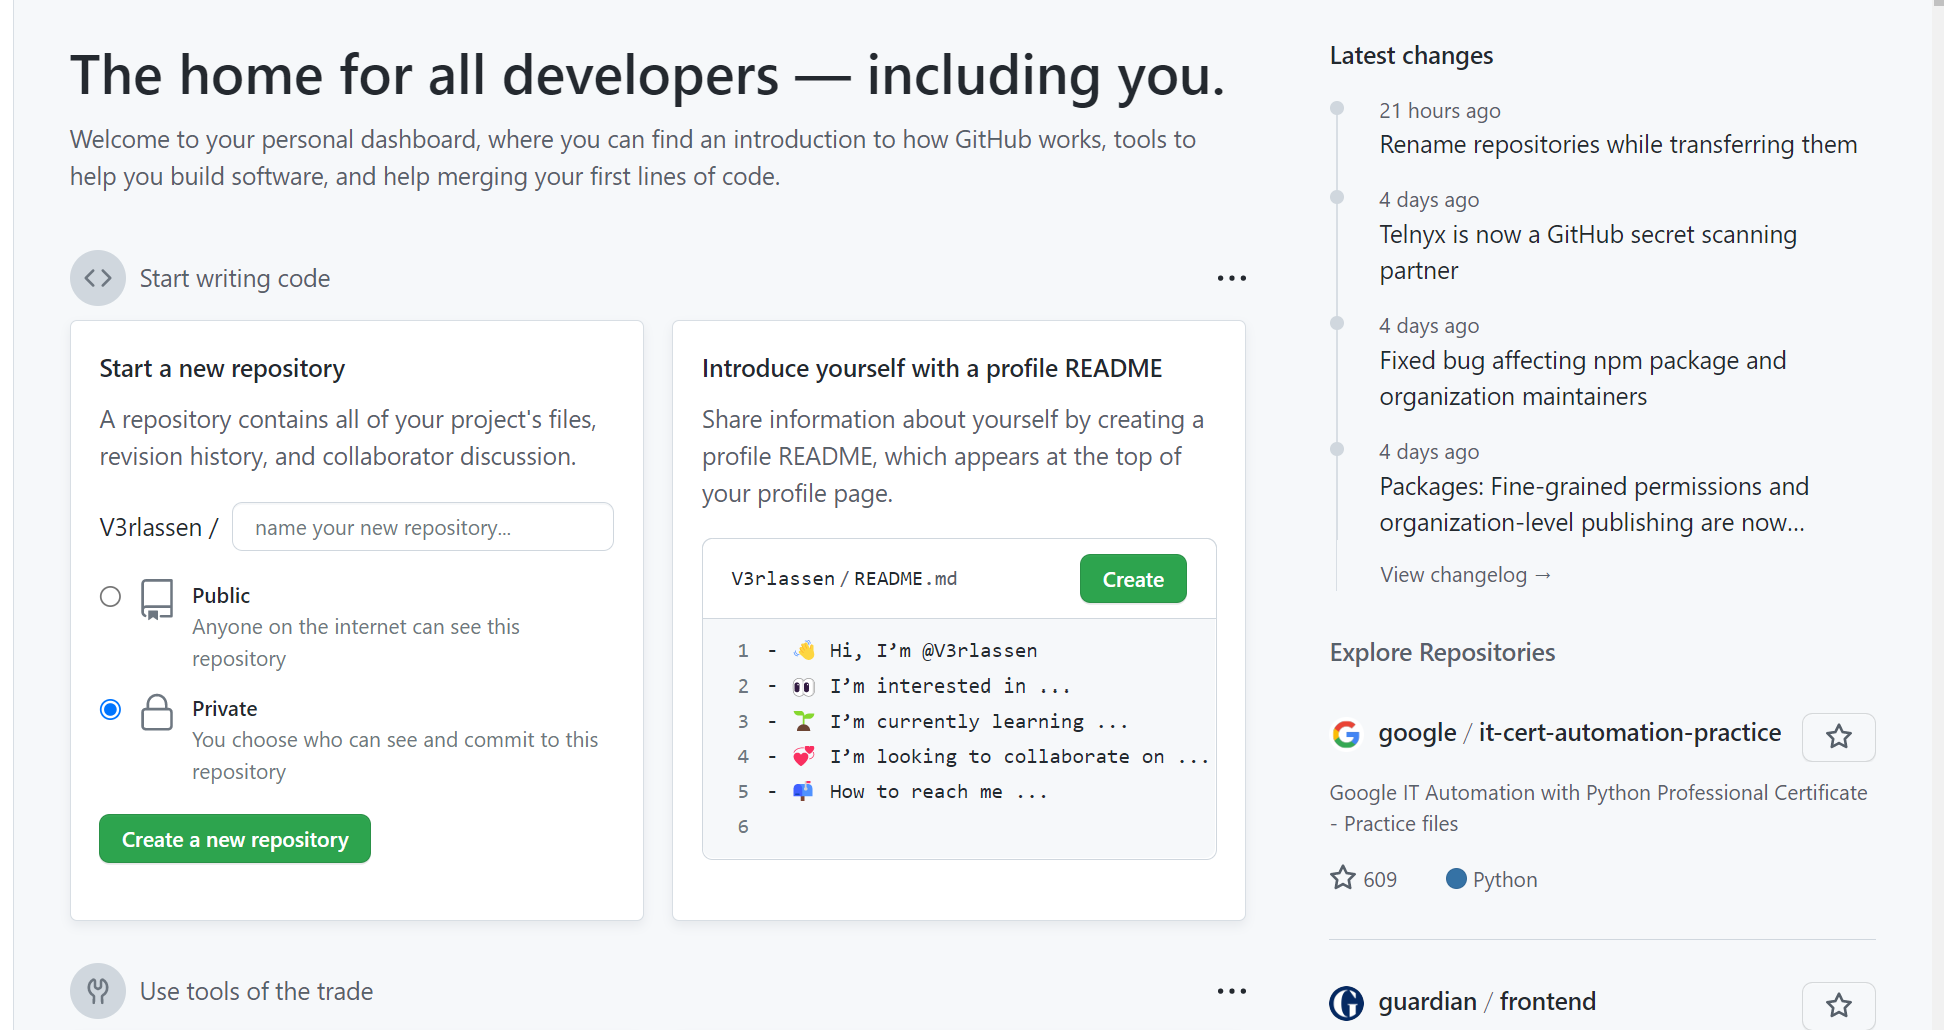 The home for all developers — including you.
Welcome to your personal dashboard, where you can find an introduction to how GitHub works, tools to
help you build software, and help merging your first lines of code.
Start writing code
Start a new repository
A repository contains all of your project's files,
revision history, and collaborator discussion.
V3rlassen /
name your new repository...
Public
Anyone on the internet can see this
repository
Private
You choose who can see and commit to this
repository
Create a new repository
Introduce yourself with a profile README
Share information about yourself by creating a
profile README, which appears at the top of
your profile page.
V3rlassen / README.md
Create
1 - 👋 Hi, I’m @V3rlassen
2 - 👀 I’m interested in ...
3 - 🌱 I’m currently learning ...
4 - 💞️ I’m looking to collaborate on ...
5 - 📫 How to reach me ...
6
Use tools of the trade
Latest changes
21 hours ago
Rename repositories while transferring them
4 days ago
Telnyx is now a GitHub secret scanning
partner
4 days ago
Fixed bug affecting npm package and
organization maintainers
4 days ago
Packages: Fine-grained permissions and
organization-level publishing are now...
View changelog →
Explore Repositories
google / it-cert-automation-practice
Google IT Automation with Python Professional Certificate
- Practice files
609 Python
guardian / frontend